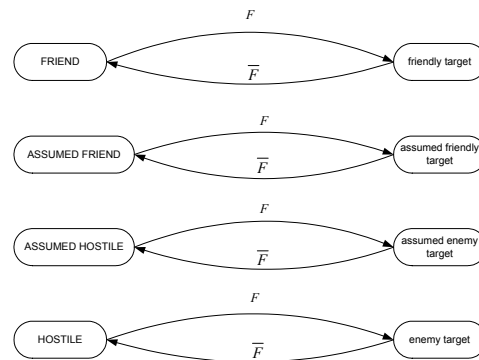 F
FRIEND
friendly target
F̅
F
ASSUMED FRIEND
assumed friendly
target
F̅
F
ASSUMED HOSTILE
assumed enemy
target
F̅
F
HOSTILE
enemy target
F̅